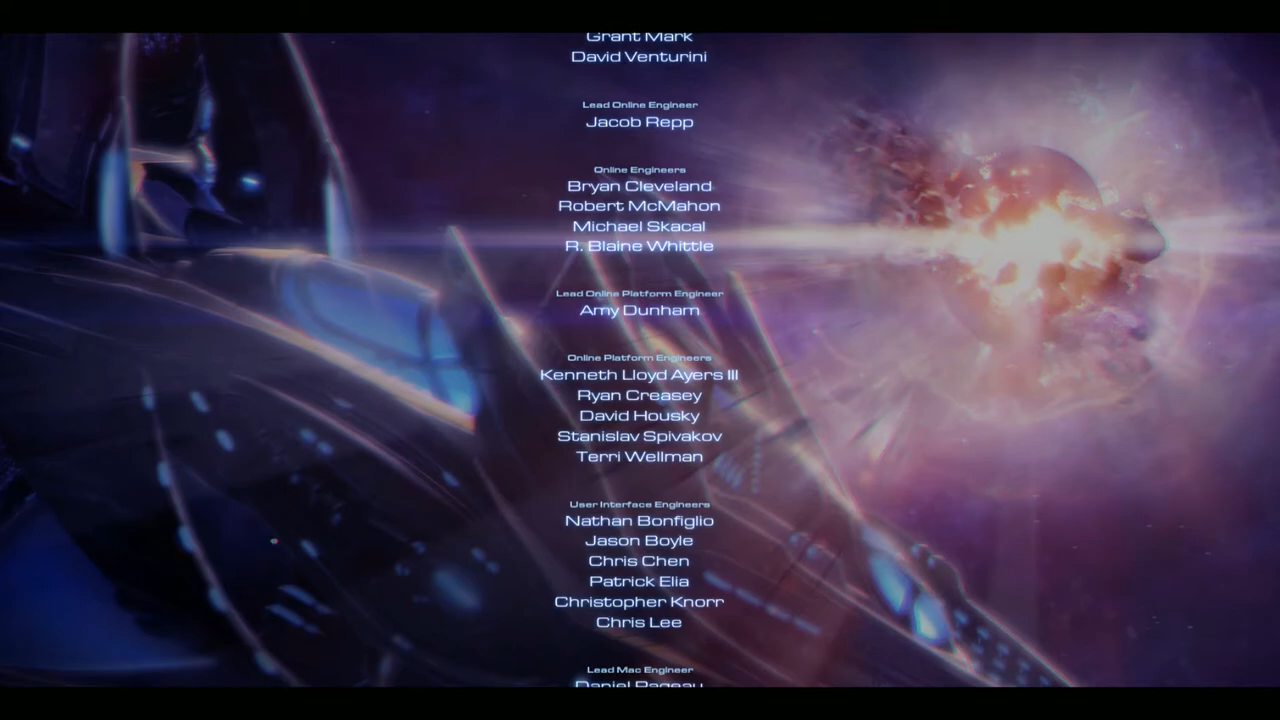 Grant Mark
David Venturini
Lead Online Engineer
Jacob Repp
Online Engineers
Bryan Cleveland
Robert McMahon
Michael Skacal
R. Blaine Whittle
Lead Online Platform Engineer
Amy Dunham
Online Platform Engineers
Kenneth Lloyd Ayers III
Ryan Creasey
David Housky
Stanislav Spivakov
Terri Wellman
User Interface Engineers
Nathan Bonfiglio
Jason Boyle
Chris Chen
Patrick Elia
Christopher Knorr
Chris Lee
Lead Mac Engineer
Daniel Pageau